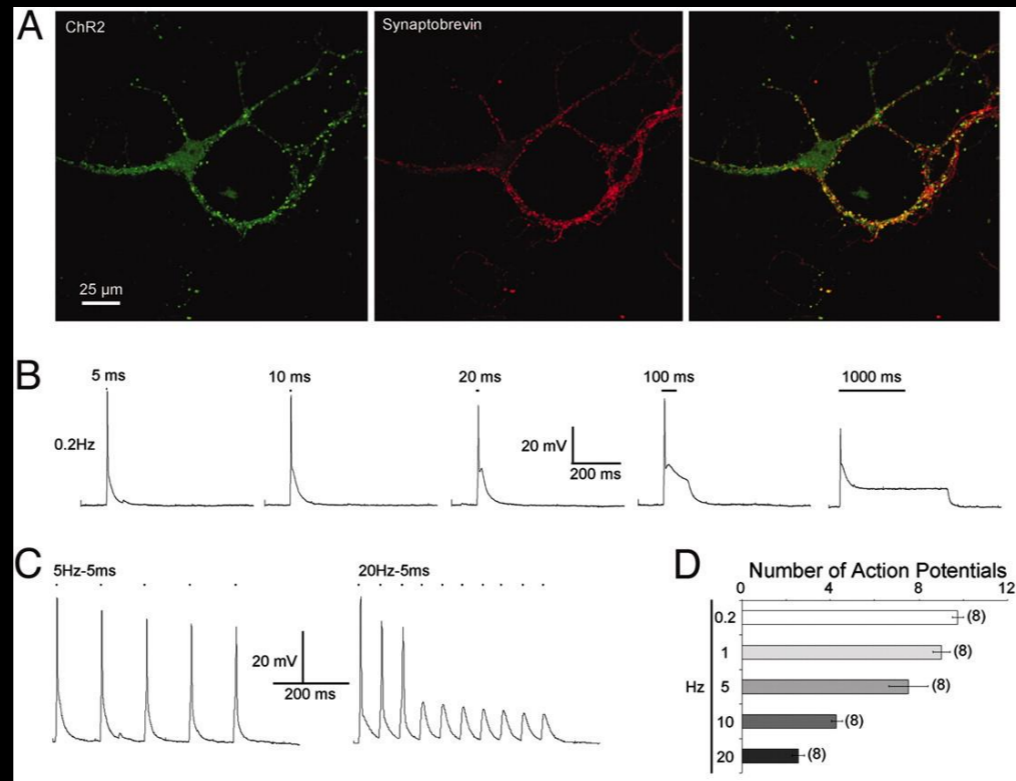 A
ChR2
Synaptobrevin
25 µm
B
5 ms
10 ms
20 ms
100 ms
1000 ms
0.2Hz
20 mV
200 ms
C
5Hz-5ms
20Hz-5ms
20 mV
200 ms
D
Number of Action Potentials
0 4 8 12
0.2 (8)
1 (8)
Hz 5 (8)
10 (8)
20 (8)